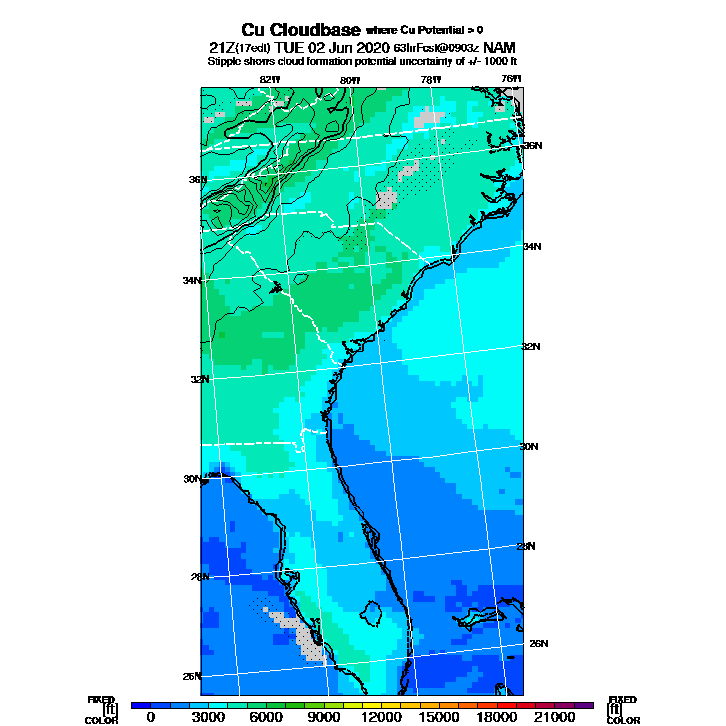 Cu Cloudbase where Cu Potential > 0
21Z(17edt) TUE 02 Jun 2020 63hrFcst@0903z NAM
Stipple shows cloud formation potential uncertainty of +/- 1000 ft
82W 80W 78W 76W
36N
36N
34N
34N
32N
32N
30N
30N
28N
28N
26N
26N
FIXED FIXED
[ft] [ft]
COLOR COLOR
0 3000 6000 9000 12000 15000 18000 21000